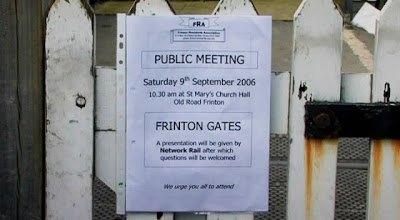 FRA
PUBLIC MEETING
Saturday 9th September 2006
10.30 am at St Mary's Church Hall
Old Road Frinton
FRINTON GATES
A presentation will be given by
Network Rail after which
questions will be welcomed
We urge you all to attend